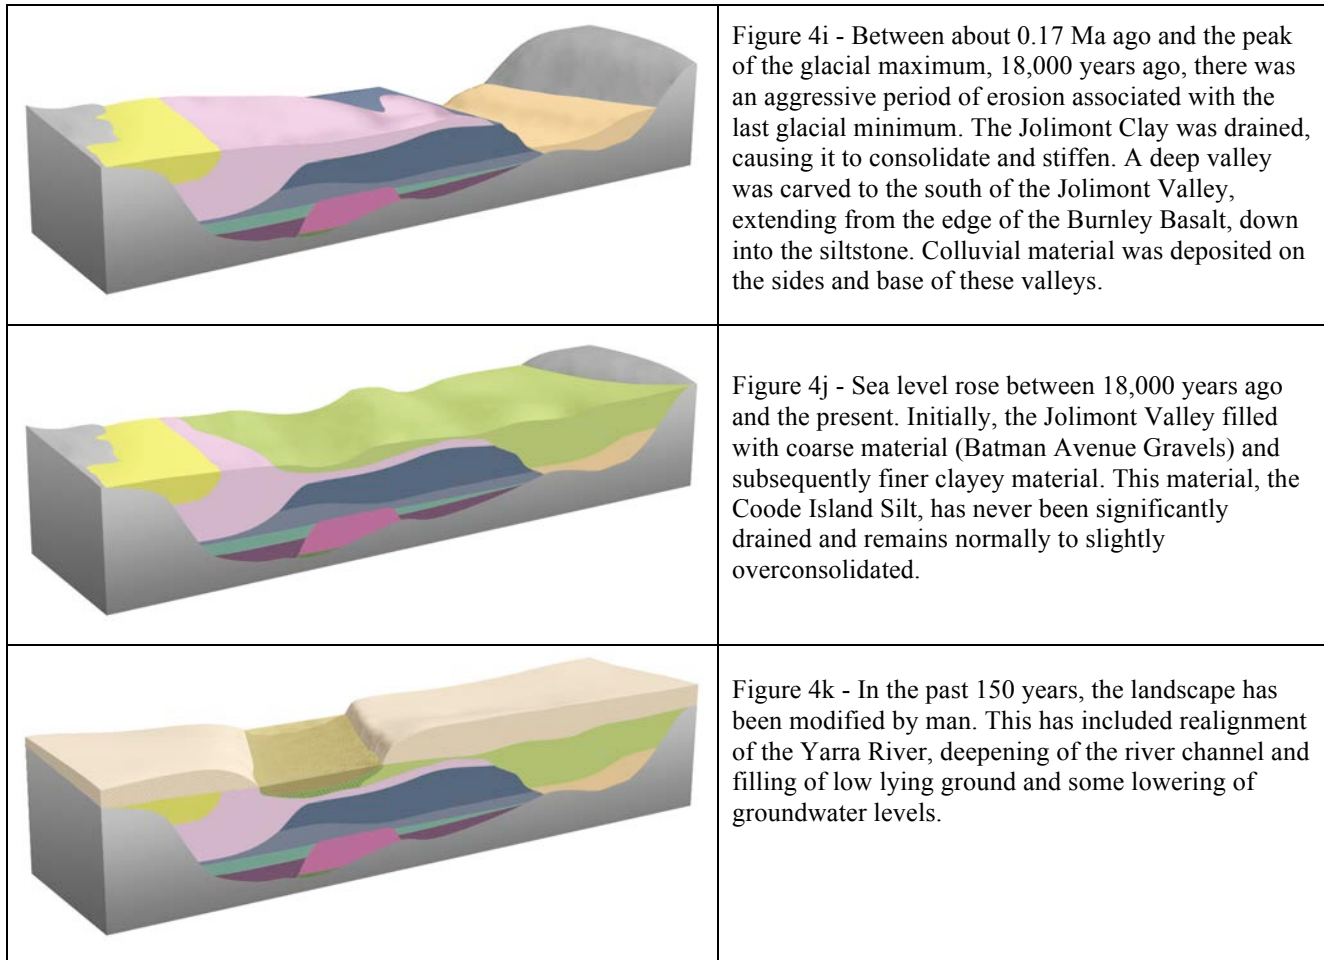 Figure 4i - Between about 0.17 Ma ago and the peak
of the glacial maximum, 18,000 years ago, there was
an aggressive period of erosion associated with the
last glacial minimum. The Jolimont Clay was drained,
causing it to consolidate and stiffen. A deep valley
was carved to the south of the Jolimont Valley,
extending from the edge of the Burnley Basalt, down
into the siltstone. Colluvial material was deposited on
the sides and base of these valleys.
Figure 4j - Sea level rose between 18,000 years ago
and the present. Initially, the Jolimont Valley filled
with coarse material (Batman Avenue Gravels) and
subsequently finer clayey material. This material, the
Coode Island Silt, has never been significantly
drained and remains normally to slightly
overconsolidated.
Figure 4k - In the past 150 years, the landscape has
been modified by man. This has included realignment
of the Yarra River, deepening of the river channel and
filling of low lying ground and some lowering of
groundwater levels.